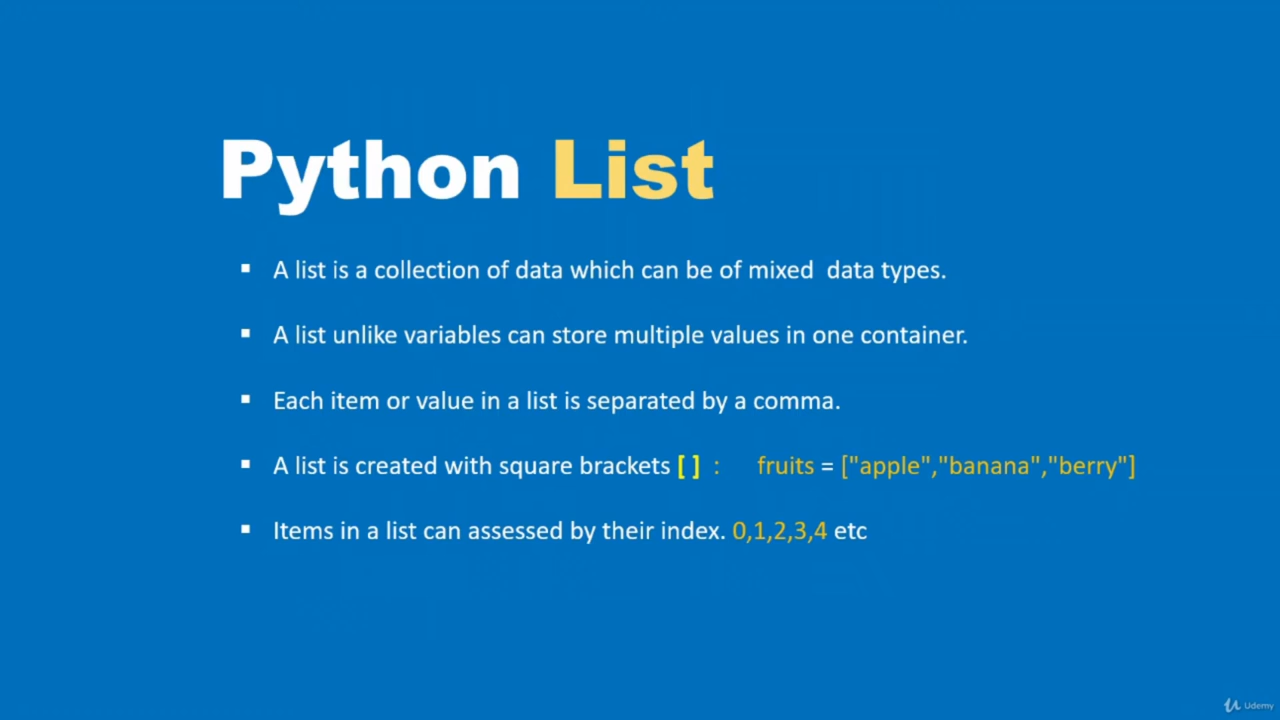 Python List
▪ A list is a collection of data which can be of mixed  data types.
▪ A list unlike variables can store multiple values in one container.
▪ Each item or value in a list is separated by a comma.
▪ A list is created with square brackets [ ] :    fruits = ["apple","banana","berry"]
▪ Items in a list can assessed by their index. 0,1,2,3,4 etc
Udemy